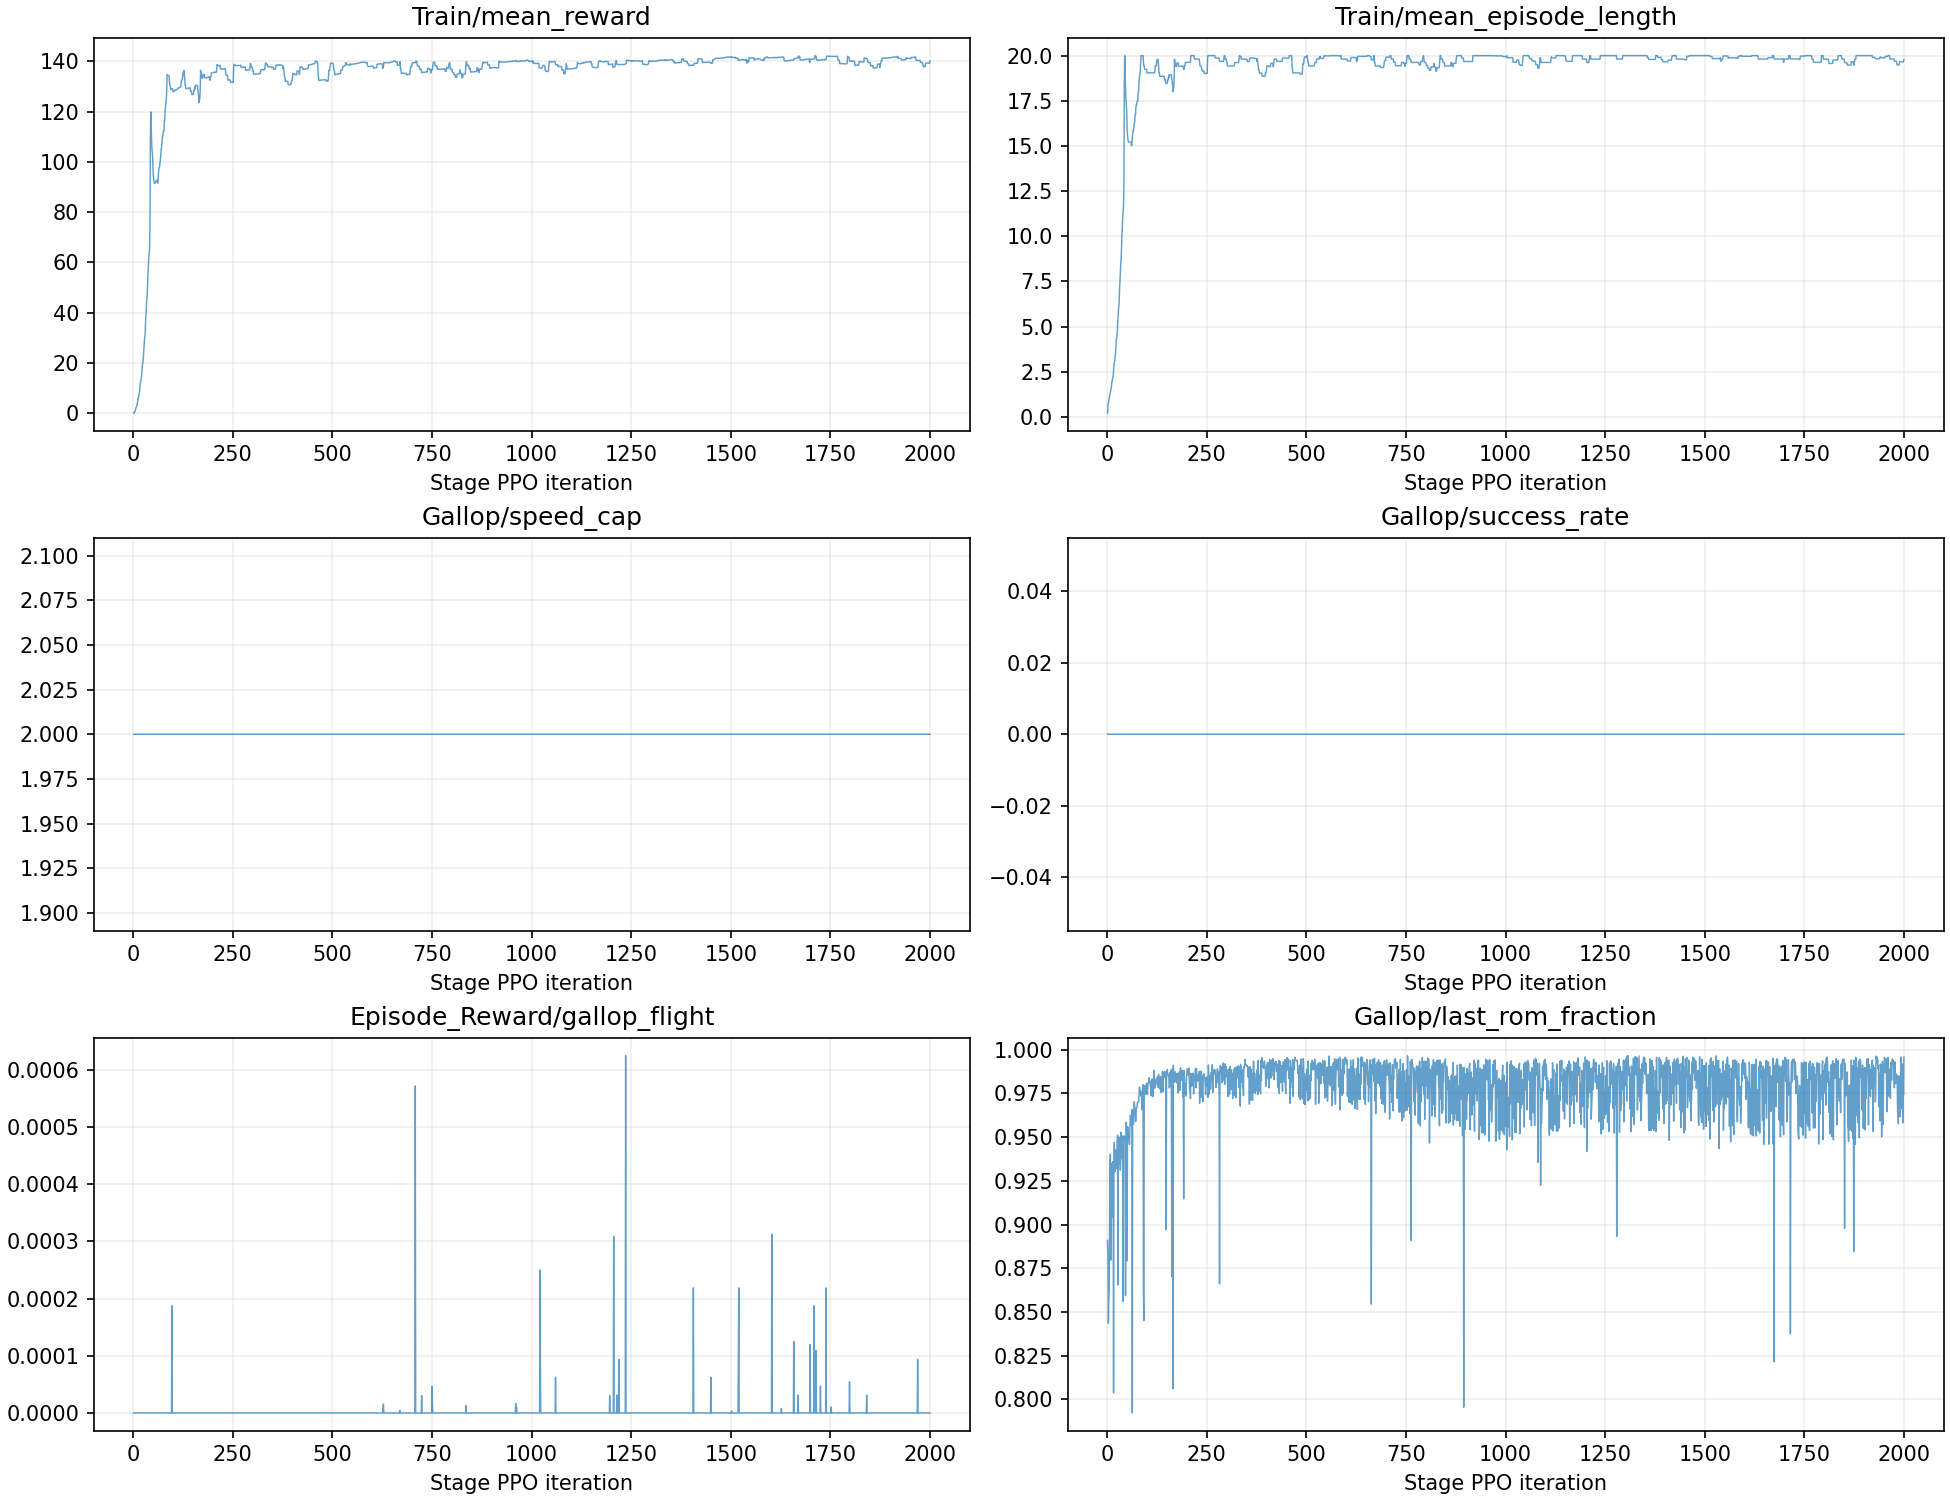 Train/mean_reward
140
120
100
80
60
40
20
0
0 250 500 750 1000 1250 1500 1750 2000
Stage PPO iteration
Train/mean_episode_length
20.0
17.5
15.0
12.5
10.0
7.5
5.0
2.5
0.0
0 250 500 750 1000 1250 1500 1750 2000
Stage PPO iteration
Gallop/speed_cap
2.100
2.075
2.050
2.025
2.000
1.975
1.950
1.925
1.900
0 250 500 750 1000 1250 1500 1750 2000
Stage PPO iteration
Gallop/success_rate
0.04
0.02
0.00
−0.02
−0.04
0 250 500 750 1000 1250 1500 1750 2000
Stage PPO iteration
Episode_Reward/gallop_flight
0.0006
0.0005
0.0004
0.0003
0.0002
0.0001
0.0000
0 250 500 750 1000 1250 1500 1750 2000
Stage PPO iteration
Gallop/last_rom_fraction
1.000
0.975
0.950
0.925
0.900
0.875
0.850
0.825
0.800
0 250 500 750 1000 1250 1500 1750 2000
Stage PPO iteration